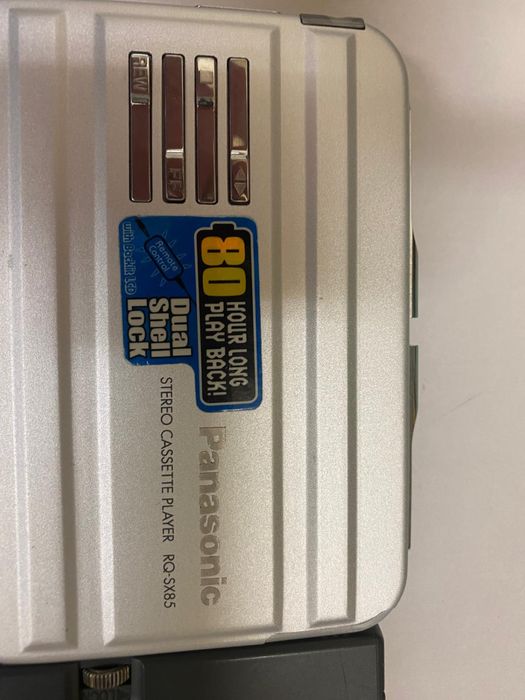 REW
FF
80 HOUR LONG
PLAY BACK!
Remote
Control
with Backlit LCD
Dual
Shell
Lock
Panasonic
STEREO CASSETTE PLAYER RQ-SX85